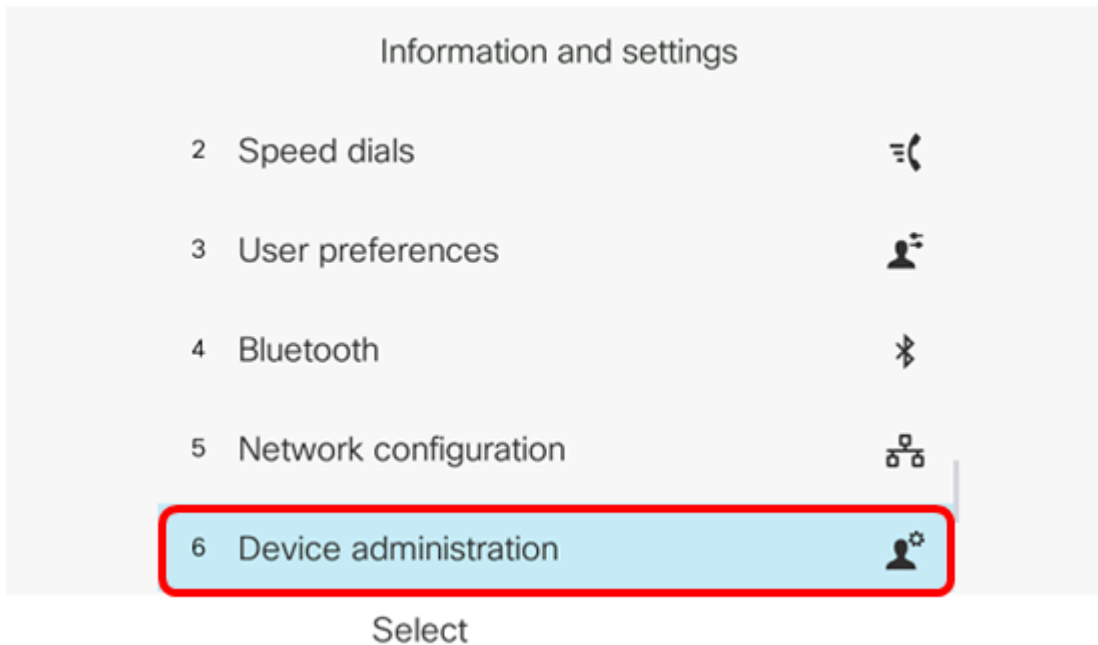 Information and settings
2 Speed dials
3 User preferences
4 Bluetooth
5 Network configuration
6 Device administration
Select